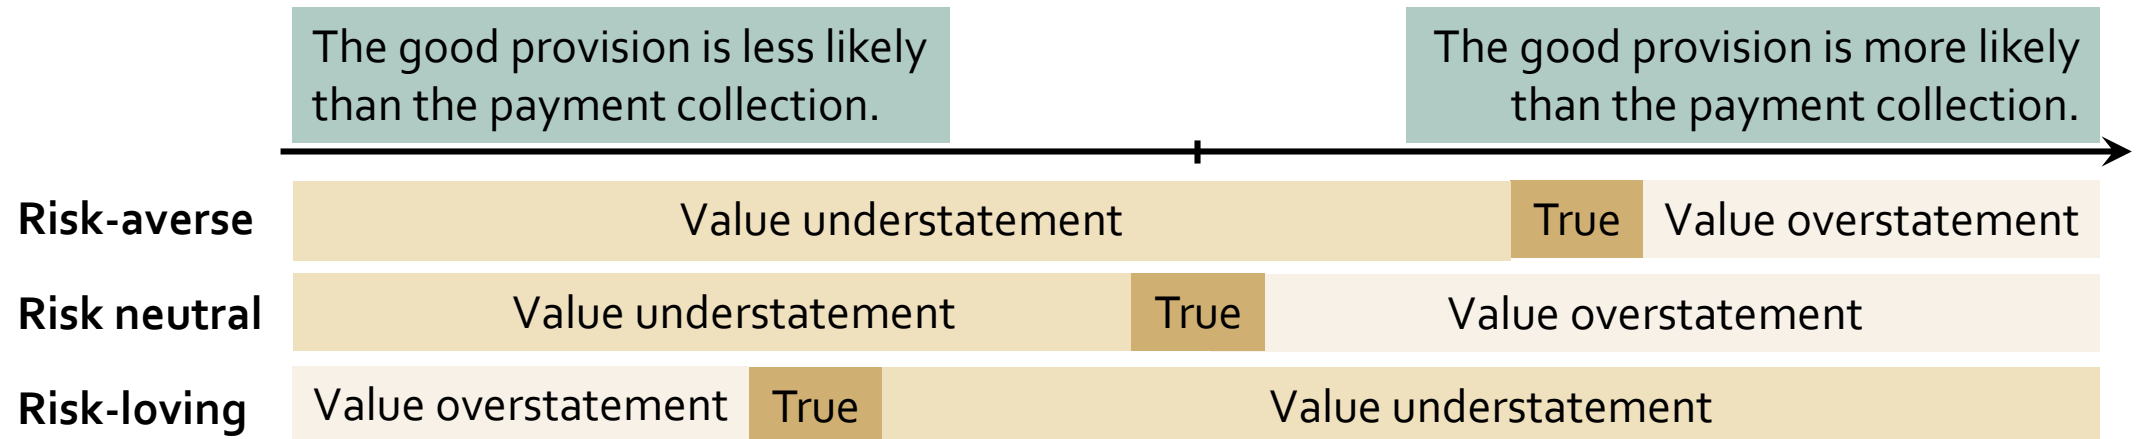 The good provision is less likely
than the payment collection.
The good provision is more likely
than the payment collection.
Risk-averse Value understatement True Value overstatement
Risk neutral Value understatement True Value overstatement
Risk-loving Value overstatement True Value understatement